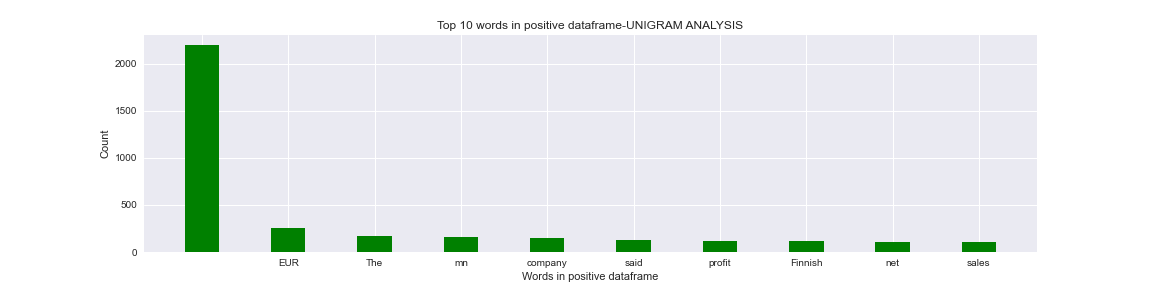 Top 10 words in positive dataframe-UNIGRAM ANALYSIS
2000
1500
1000
500
0
Count
EUR The mn company said profit Finnish net sales
Words in positive dataframe